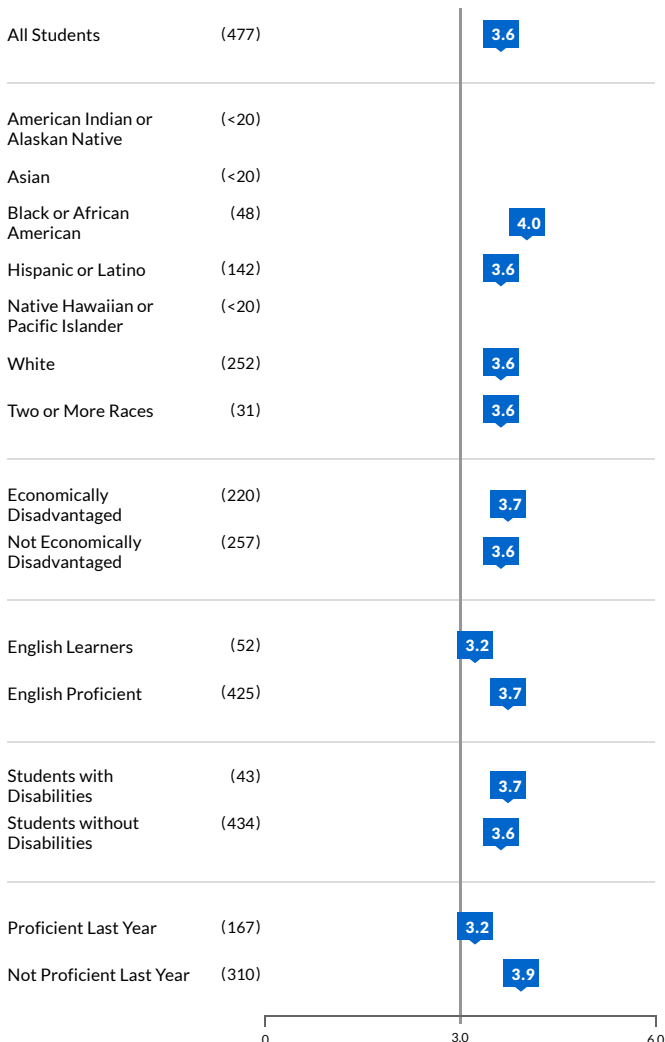 All Students (477) 3.6
American Indian or (<20)
Alaskan Native
Asian (<20)
Black or African (48) 4.0
American
Hispanic or Latino (142) 3.6
Native Hawaiian or (<20)
Pacific Islander
White (252) 3.6
Two or More Races (31) 3.6
Economically (220) 3.7
Disadvantaged
Not Economically (257) 3.6
Disadvantaged
English Learners (52) 3.2
English Proficient (425) 3.7
Students with (43) 3.7
Disabilities
Students without (434) 3.6
Disabilities
Proficient Last Year (167) 3.2
Not Proficient Last Year (310) 3.9
0 3.0 6.0